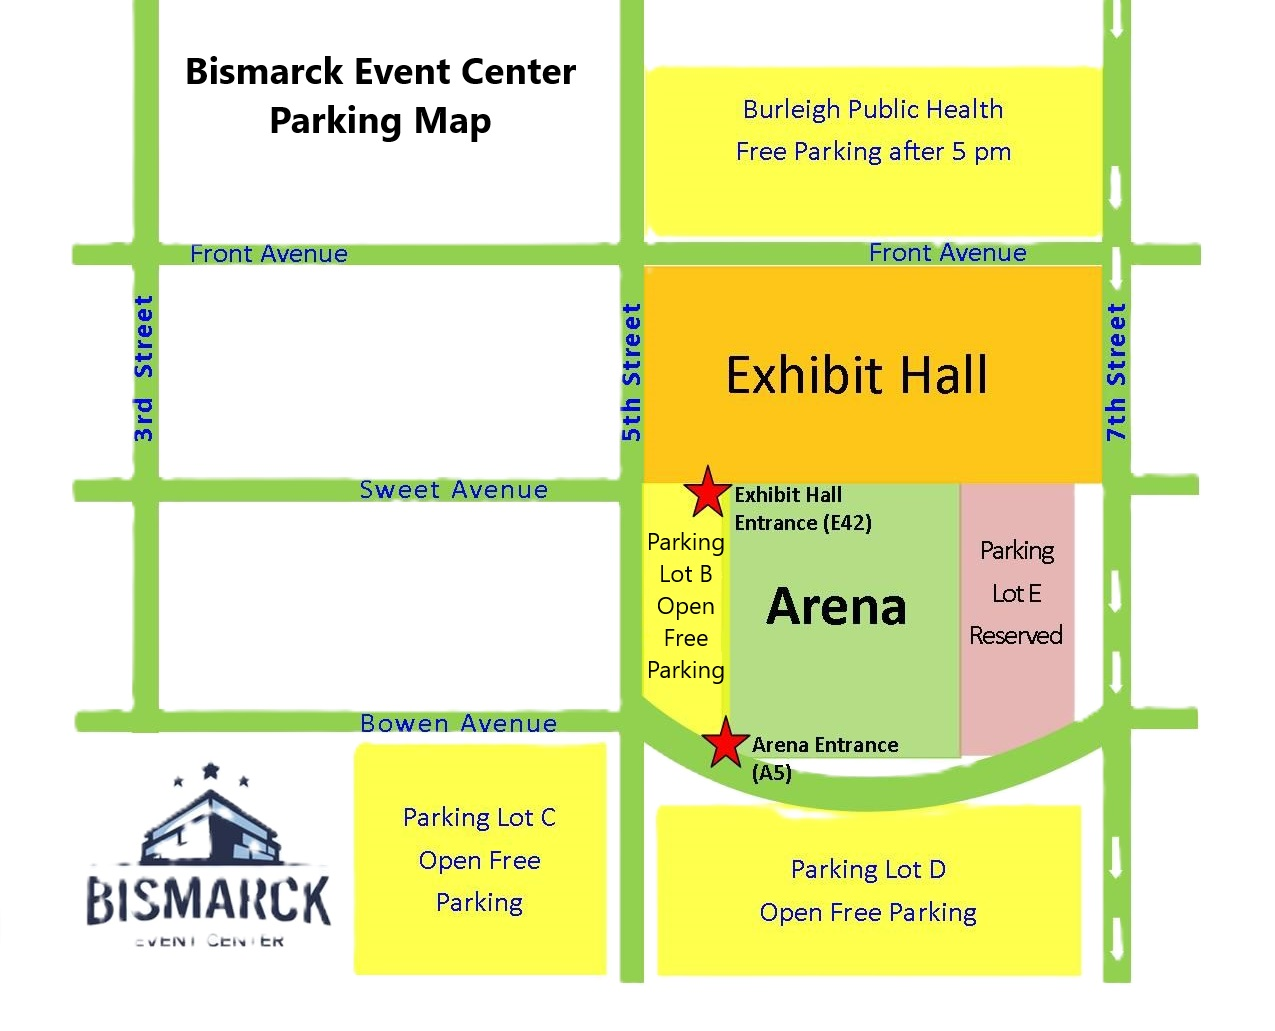 Bismarck Event Center
Parking Map
Burleigh Public Health
Free Parking after 5 pm
Front Avenue
Front Avenue
3rd Street
5th Street
7th Street
Exhibit Hall
Sweet Avenue
Exhibit Hall
Entrance (E42)
Parking
Lot B
Open
Free
Parking
Arena
Parking
Lot E
Reserved
Bowen Avenue
Arena Entrance
(A5)
Parking Lot C
Open Free
Parking
Parking Lot D
Open Free Parking
BISMARCK
EVENT CENTER